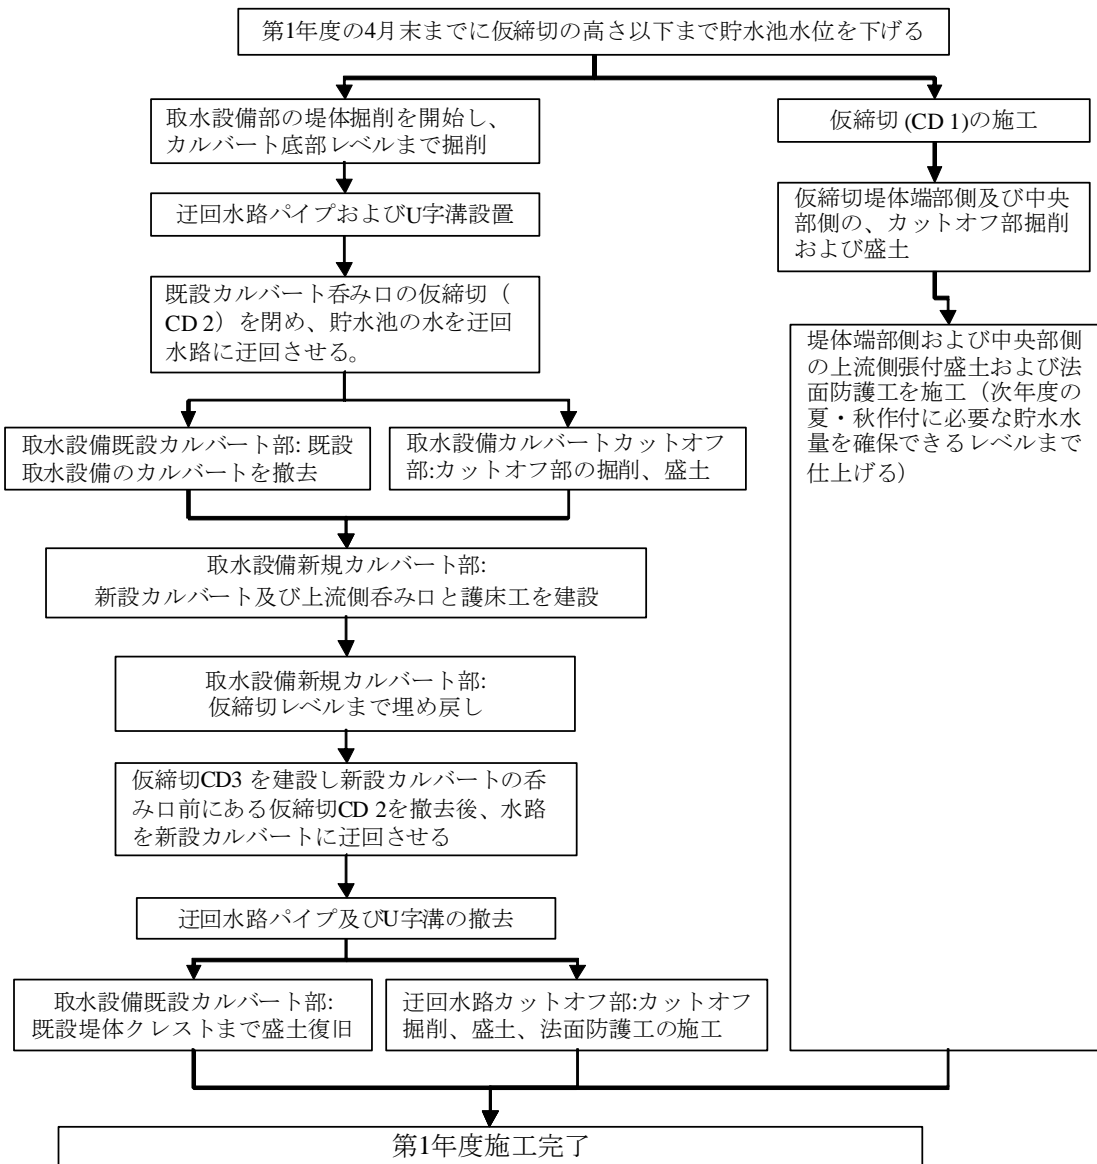 第1年度の4月末までに仮締切の高さ以下まで貯水池水位を下げる
取水設備部の堤体掘削を開始し、
カルバート底部レベルまで掘削
迂回水路パイプおよびU字溝設置
既設カルバート呑み口の仮締切（
CD 2）を閉め、貯水池の水を迂回
水路に迂回させる。
取水設備既設カルバート部: 既設
取水設備のカルバートを撤去
取水設備カルバートカットオフ
部:カットオフ部の掘削、盛土
取水設備新規カルバート部:
新設カルバート及び上流側呑み口と護床工を建設
取水設備新規カルバート部:
仮締切レベルまで埋め戻し
仮締切CD3 を建設し新設カルバートの呑
み口前にある仮締切CD 2を撤去後、水路
を新設カルバートに迂回させる
迂回水路パイプ及びU字溝の撤去
取水設備既設カルバート部:
既設堤体クレストまで盛土復旧
迂回水路カットオフ部:カットオフ
掘削、盛土、法面防護工の施工
仮締切 (CD 1)の施工
仮締切堤体端部側及び中央
部側の、カットオフ部掘削
および盛土
堤体端部側および中央部側
の上流側張付盛土および法
面防護工を施工（次年度の
夏・秋作付に必要な貯水水
量を確保できるレベルまで
仕上げる）
第1年度施工完了